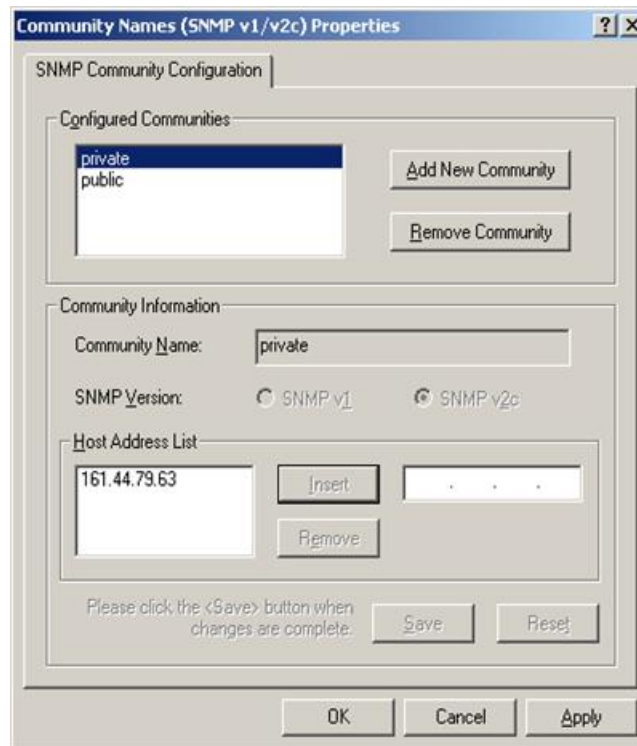 Community Names (SNMP v1/v2c) Properties
SNMP Community Configuration
Configured Communities
private
public
Add New Community
Remove Community
Community Information
Community Name: private
SNMP Version: SNMP v1 SNMP v2c
Host Address List
161.44.79.63
Insert . . .
Remove
Please click the <Save> button when
changes are complete.
Save Reset
OK Cancel Apply